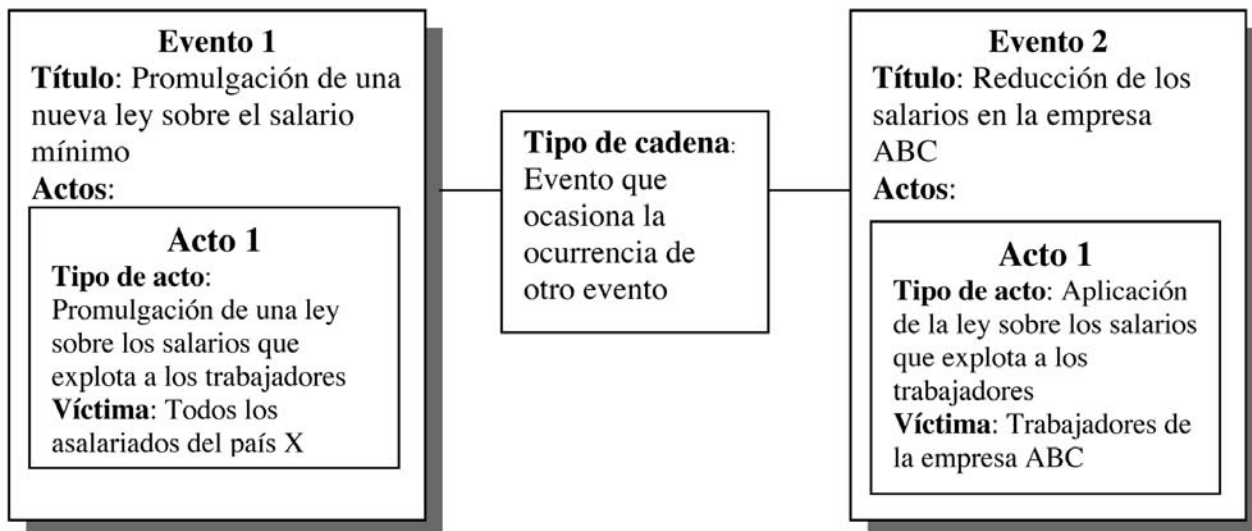 Evento 1
Título: Promulgación de una
nueva ley sobre el salario
mínimo
Actos:
Acto 1
Tipo de acto:
Promulgación de una ley
sobre los salarios que
explota a los trabajadores
Víctima: Todos los
asalariados del país X
Tipo de cadena:
Evento que
ocasiona la
ocurrencia de
otro evento
Evento 2
Título: Reducción de los
salarios en la empresa
ABC
Actos:
Acto 1
Tipo de acto: Aplicación
de la ley sobre los salarios
que explota a los
trabajadores
Víctima: Trabajadores de
la empresa ABC